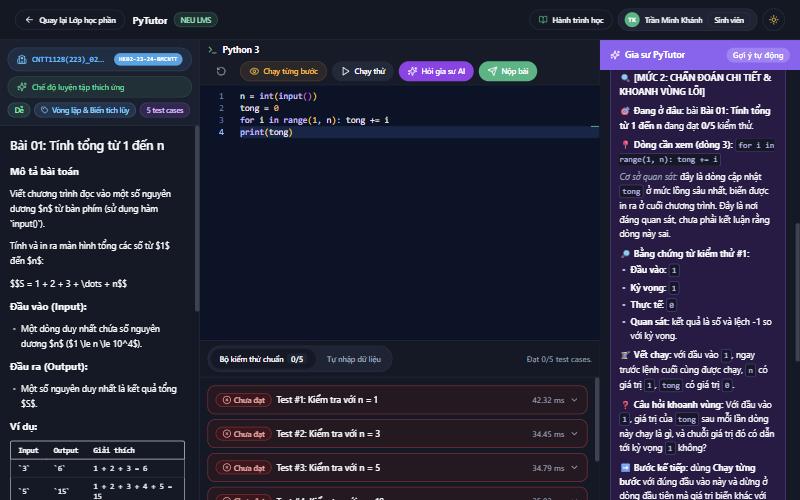 Quay lại Lớp học phần
PyTutor
NEU LMS
Hành trình học
TK
Trần Minh Khánh
Sinh viên
CNTT1128(223)_02...
Chế độ luyện tập thích ứng
Dễ
Vòng lặp & Biến tích lũy
5 test cases
Bài 01: Tính tổng từ 1 đến n
Mô tả bài toán
Viết chương trình đọc vào một số nguyên
dương $n$ từ bàn phím (sử dụng hàm
`input()`).
Tính và in ra màn hình tổng các số từ $1$
đến $n$:
$$S = 1 + 2 + 3 + \dots + n$$
Đầu vào (Input):
- Một dòng duy nhất chứa số nguyên
dương $n$ ($1 \le n \le 10^4$).
Đầu ra (Output):
- Một số nguyên duy nhất là kết quả tổng
$S$.
Ví dụ:
Input Output Giải thích
`3` `6` 1 + 2 + 3 = 6
`5` `15` 1 + 2 + 3 + 4 + 5 =
15
Python 3
Chạy từng bước
Chạy thử
Hỏi gia sư AI
Nộp bài
1 n = int(input())
2 tong = 0
3 for i in range(1, n): tong += i
4 print(tong)
Bộ kiểm thử chuẩn 0/5
Tự nhập dữ liệu
Đạt 0/5 test cases.
Chưa đạt Test #1: Kiểm tra với n = 1 42.32 ms
Chưa đạt Test #2: Kiểm tra với n = 3 34.45 ms
Chưa đạt Test #3: Kiểm tra với n = 5 34.79 ms
Gia sư PyTutor
Gợi ý tự động
[MỨC 2: CHẨN ĐOÁN CHI TIẾT &
KHOANH VÙNG LỖI]
Đang ở đâu: bài Bài 01: Tính tổng
từ 1 đến n đang đạt 0/5 kiểm thử.
Dòng cần xem (dòng 3): for i in
range(1, n): tong += i
Cơ sở quan sát: đây là dòng cập nhật
tong ở mức lồng sâu nhất, biến được
in ra ở cuối chương trình. Đây là nơi
đáng quan sát, chưa phải kết luận rằng
dòng này sai.
Bằng chứng từ kiểm thử #1:
- Đầu vào: 1
- Kỳ vọng: 1
- Thực tế: 0
- Quan sát: kết quả là số và lệch -1 so
với kỳ vọng.
Vết chạy: với đầu vào 1, ngay
trước lệnh cuối cùng được chạy, n có
giá trị 1, tong có giá trị 0.
Câu hỏi khoanh vùng: Với đầu vào
1, giá trị của tong sau mỗi lần dòng
này chạy là gì, và chuỗi giá trị đó có dẫn
tới kỳ vọng 1 không?
Bước kế tiếp: dùng Chạy từng
bước với đúng đầu vào này và dừng ở
dòng đầu tiên mà giá trị biến khác với